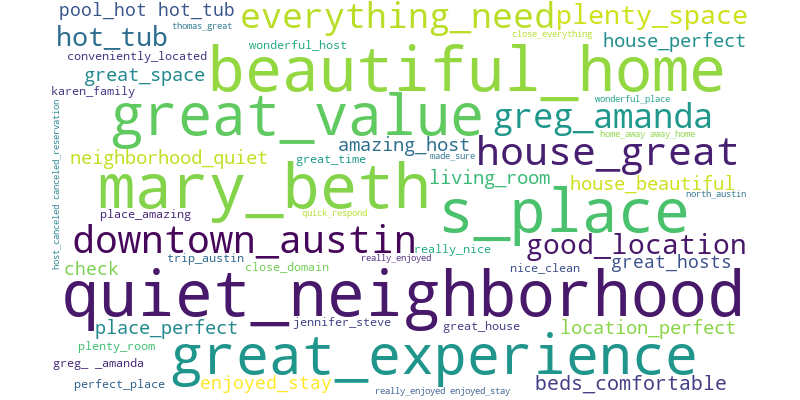 pool_hot hot_tub
thomas_great
everything_need
plenty_space
hot_tub
close_everything
wonderful_host
house_perfect
conveniently_located
great_space
beautiful_home
karen_family
great_value
wonderful_place
greg_amanda
host_canceled canceled_reservation
home_away away_home
amazing_host
house_great
neighborhood_quiet
great_time
made_sure
mary_beth
living_room
house_beautiful
north_austin
place_amazing
quick_respond
s_place
downtown_austin
really_nice
good_location
trip_austin
really_enjoyed
check
close_domain
nice_clean
great_hosts
quiet_neighborhood
place_perfect
jennifer_steve
great_house
location_perfect
plenty_room
great_experience
greg_ _amanda
perfect_place
enjoyed_stay
really_enjoyed enjoyed_stay
beds_comfortable